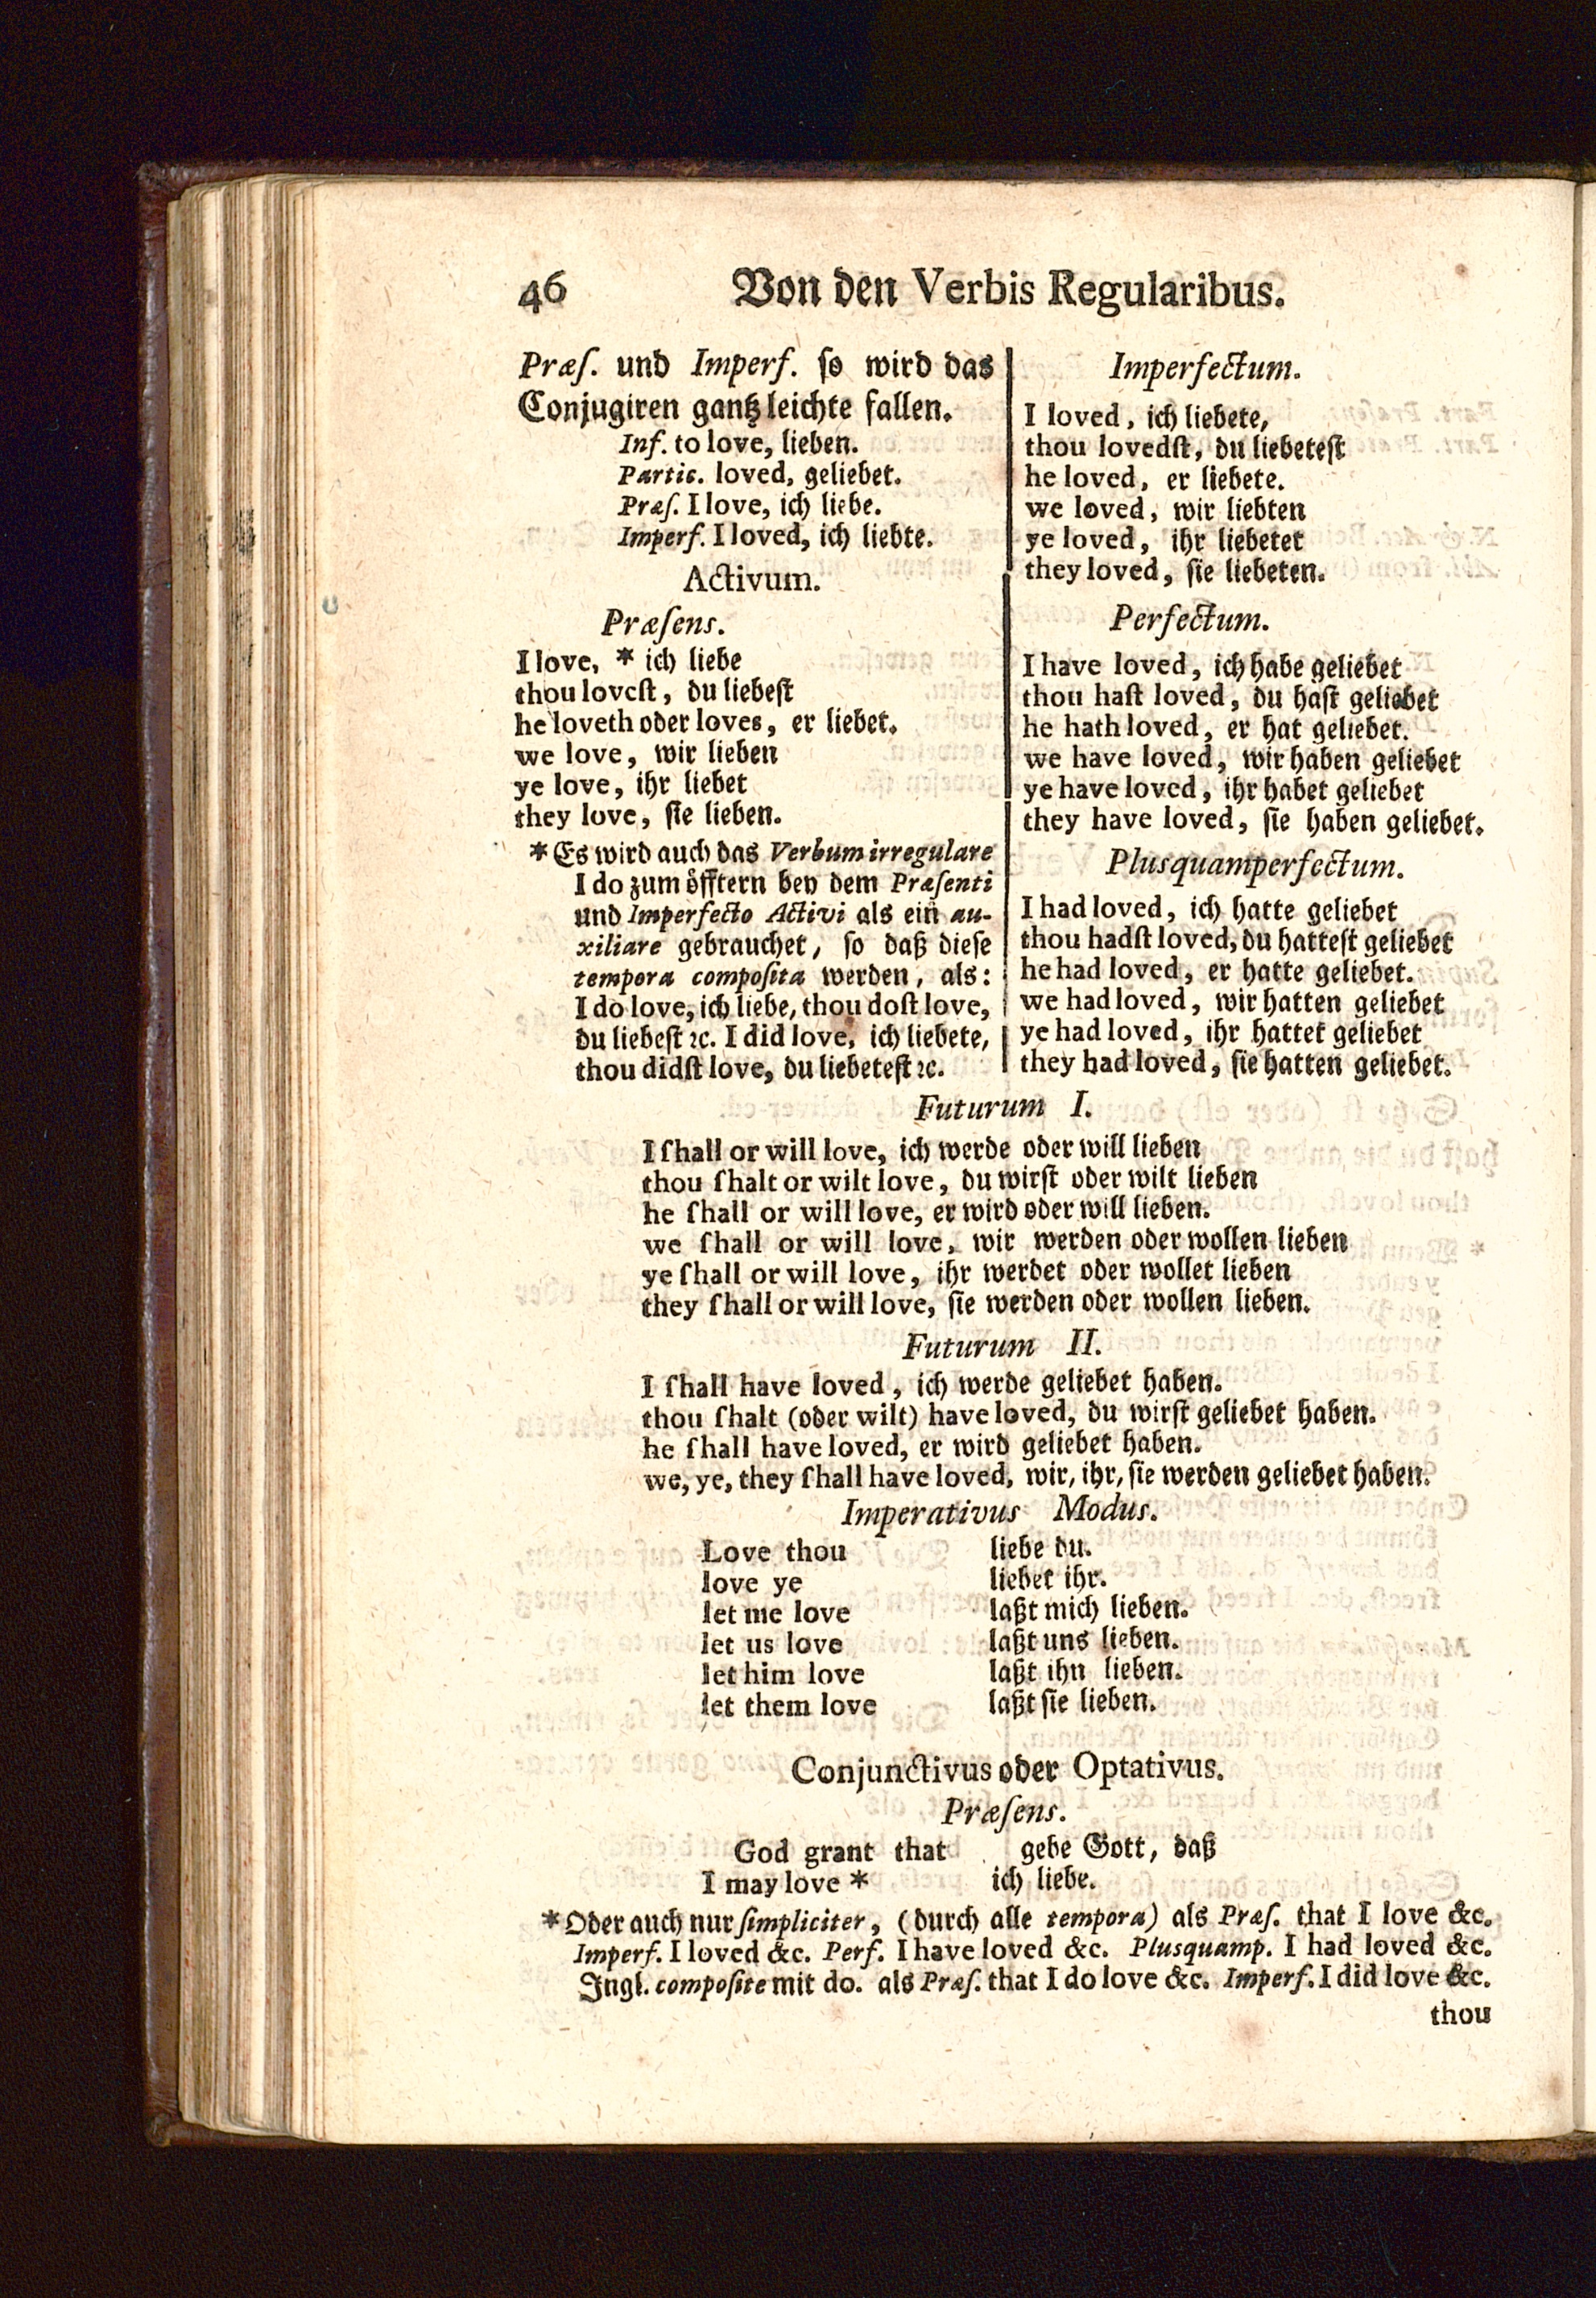 46 Von den Verbis Regularibus.
Præſ. und Imperf. ſo wird das
Conjugiren gantz leichte fallen.
Inf. to love, lieben.
Partic. loved, geliebet.
Præſ. I love, ich liebe.
Imperf. I loved, ich liebte.
Activum.
Præſens.
I love, * ich liebe
thou loveſt, du liebeſt
he loveth oder loves, er liebet.
we love, wir lieben
ye love, ihr liebet
they love, ſie lieben.
* Es wird auch das Verbum irregulare
I do zum öfftern bey dem Præſenti
und Imperfecto Activi als ein au-
xiliare gebrauchet, ſo daß dieſe
tempora compoſita werden, als:
I do love, ich liebe, thou doſt love,
du liebeſt ꝛc. I did love, ich liebete,
thou didſt love, du liebeteſt ꝛc.
Imperfectum.
I loved, ich liebete,
thou lovedſt, du liebeteſt
he loved, er liebete.
we loved, wir liebten
ye loved, ihr liebetet
they loved, ſie liebeten.
Perfectum.
I have loved, ich habe geliebet
thou haſt loved, du haſt geliebet
he hath loved, er hat geliebet.
we have loved, wir haben geliebet
ye have loved, ihr habet geliebet
they have loved, ſie haben geliebet.
Plusquamperfectum.
I had loved, ich hatte geliebet
thou hadſt loved, du hatteſt geliebet
he had loved, er hatte geliebet.
we had loved, wir hatten geliebet
ye had loved, ihr hattet geliebet
they had loved, ſie hatten geliebet.
Futurum I.
I ſhall or will love, ich werde oder will lieben
thou ſhalt or wilt love, du wirſt oder wilt lieben
he ſhall or will love, er wird oder will lieben.
we ſhall or will love, wir werden oder wollen lieben
ye ſhall or will love, ihr werdet oder wollet lieben
they ſhall or will love, ſie werden oder wollen lieben.
Futurum II.
I ſhall have loved, ich werde geliebet haben.
thou ſhalt (oder wilt) have loved, du wirſt geliebet haben.
he ſhall have loved, er wird geliebet haben.
we, ye, they ſhall have loved, wir, ihr, ſie werden geliebet haben.
Imperativus Modus.
Love thou liebe du.
love ye liebet ihr.
let me love laßt mich lieben.
let us love laßt uns lieben.
let him love laßt ihn lieben.
let them love laßt ſie lieben.
Conjunctivus oder Optativus.
Præſens.
God grant that gebe Gott, daß
I may love * ich liebe.
* Oder auch nur ſimpliciter, (durch alle tempora) als Præſ. that I love &c.
Imperf. I loved &c. Perf. I have loved &c. Plusquamp. I had loved &c.
Ingl. compoſite mit do. als Præſ. that I do love &c. Imperf. I did love &c.
thou